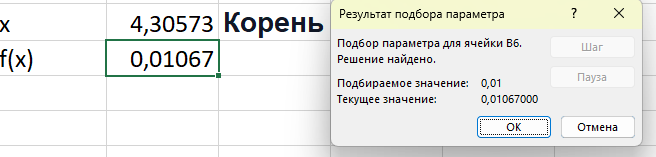 x 4,30573 Корень
f(x) 0,01067
Результат подбора параметра
Подбор параметра для ячейки B6.
Решение найдено.
Подбираемое значение: 0,01
Текущее значение: 0,01067000
Шаг
Пауза
ОК
Отмена